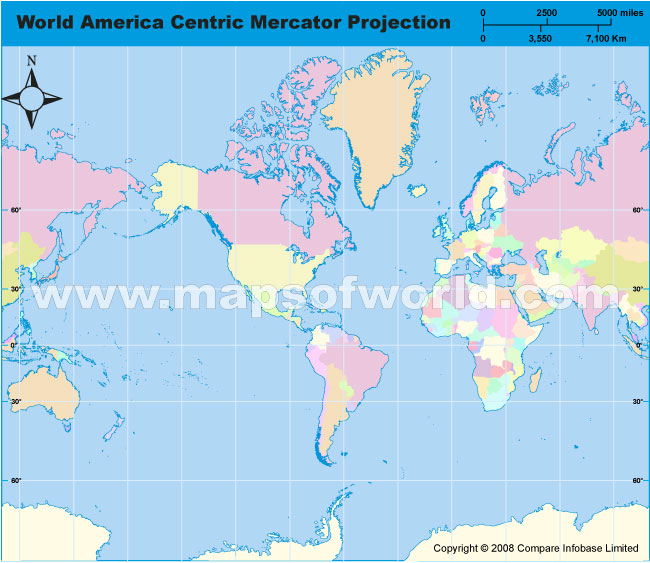 World America Centric Mercator Projection
0 2500 5000 miles
0 3,550 7,100 Km
N
60° 60°
30° 30°
www.mapsofworld.com
0° 0°
30° 30°
60° 60°
Copyright © 2008 Compare Infobase Limited